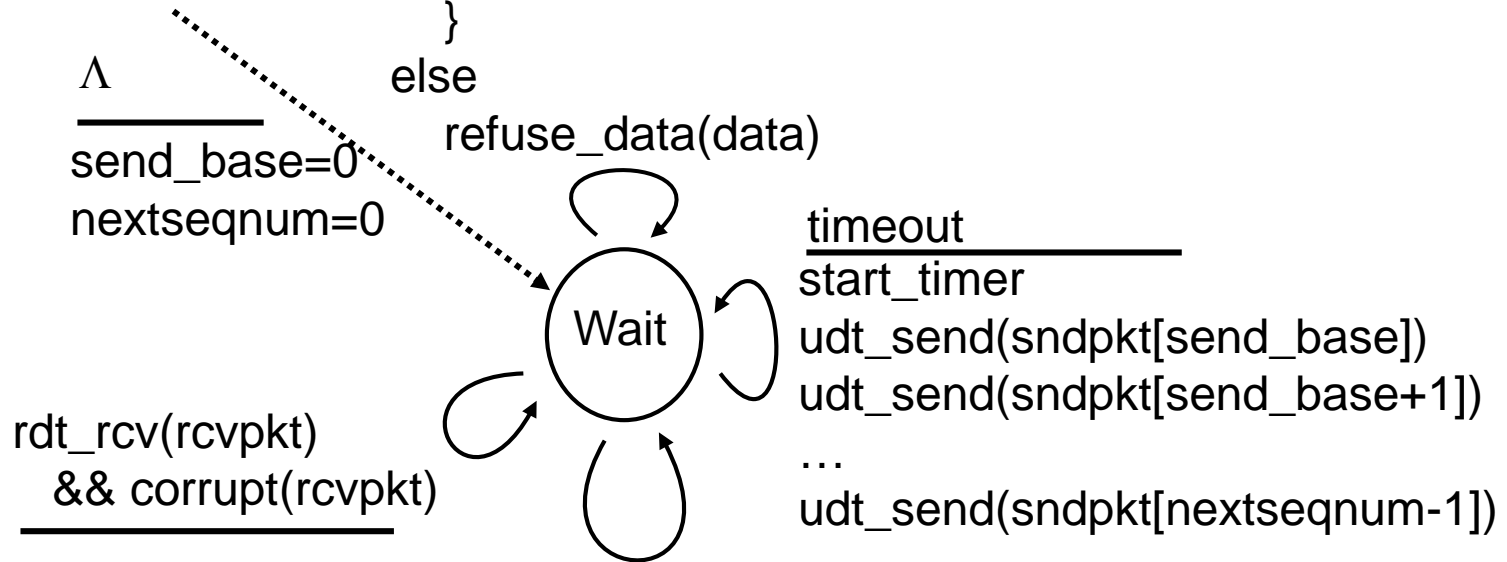 }
Λ
else
refuse_data(data)
send_base=0
nextseqnum=0
timeout
start_timer
Wait
udt_send(sndpkt[send_base])
udt_send(sndpkt[send_base+1])
rdt_rcv(rcvpkt)
&& corrupt(rcvpkt)
…
udt_send(sndpkt[nextseqnum-1])